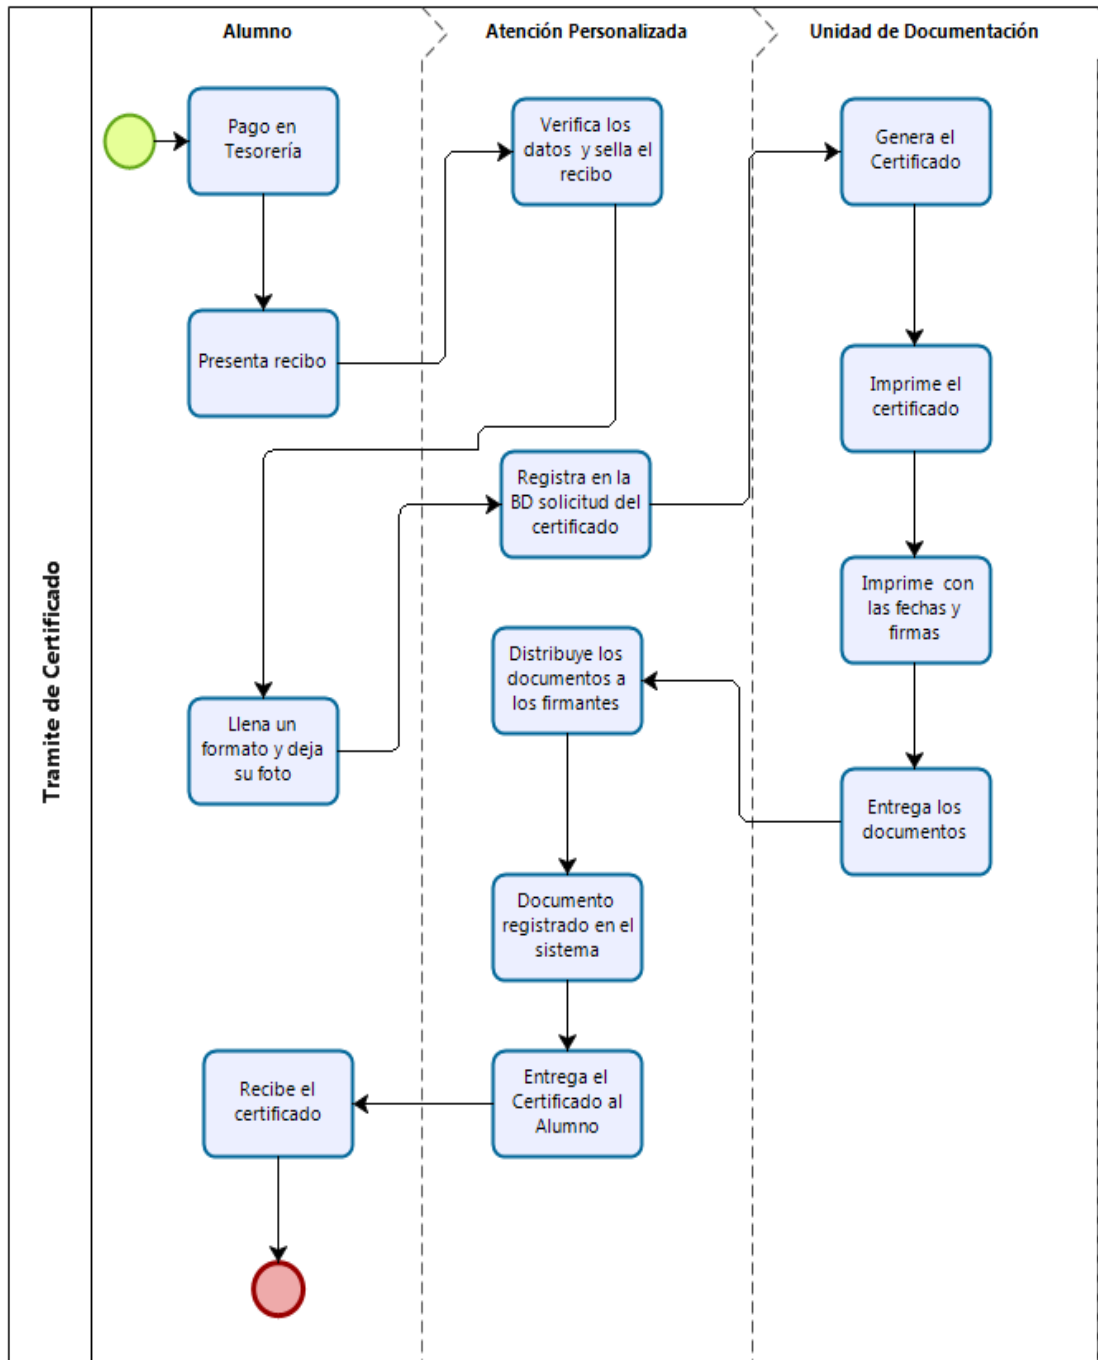 Tramite de Certificado
Alumno
Atención Personalizada
Unidad de Documentación
Pago en
Tesorería
Verifica los
datos y sella el
recibo
Genera el
Certificado
Presenta recibo
Imprime el
certificado
Registra en la
BD solicitud del
certificado
Imprime con
las fechas y
firmas
Distribuye los
documentos a
los firmantes
Llena un
formato y deja
su foto
Entrega los
documentos
Documento
registrado en el
sistema
Recibe el
certificado
Entrega el
Certificado al
Alumno